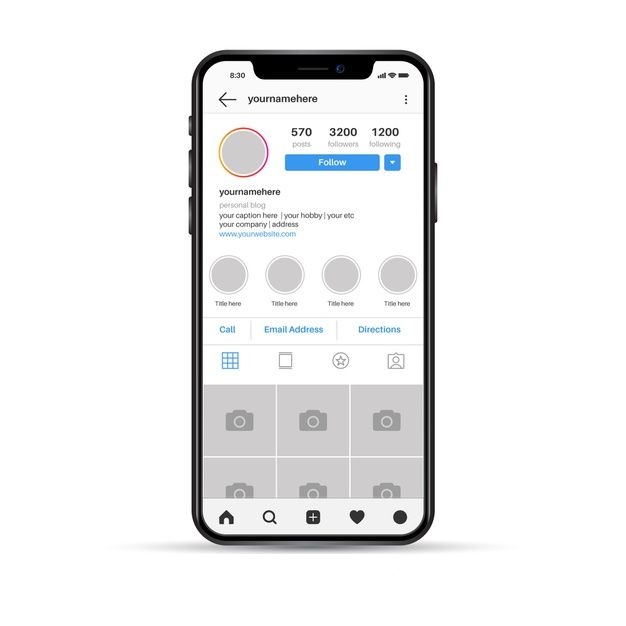 8:30
yournamehere
570 3200 1200
posts followers following
Follow
yournamehere
personal blog
your caption here | your hobby | your etc
your company | address
www.yourwebsite.com
Title here Title here Title here Title here
Call Email Address Directions